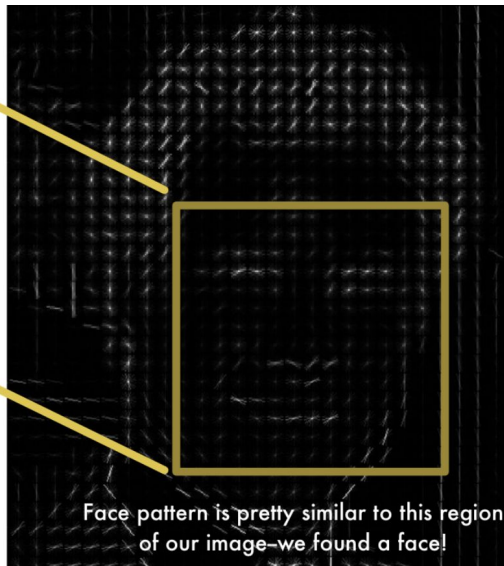 Face pattern is pretty similar to this region
of our image–we found a face!